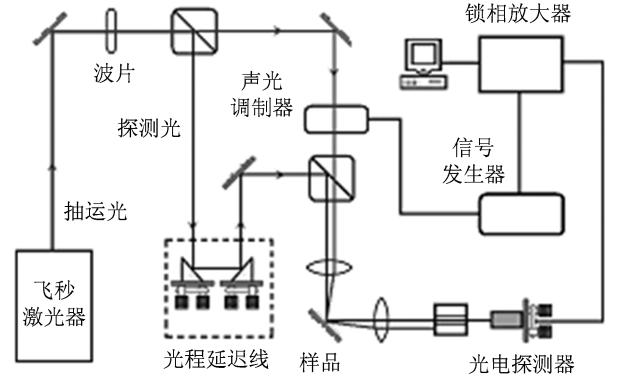 锁相放大器
波片
声光
调制器
探测光
信号
发生器
抽运光
飞秒
激光器
光程延迟线
样品
光电探测器